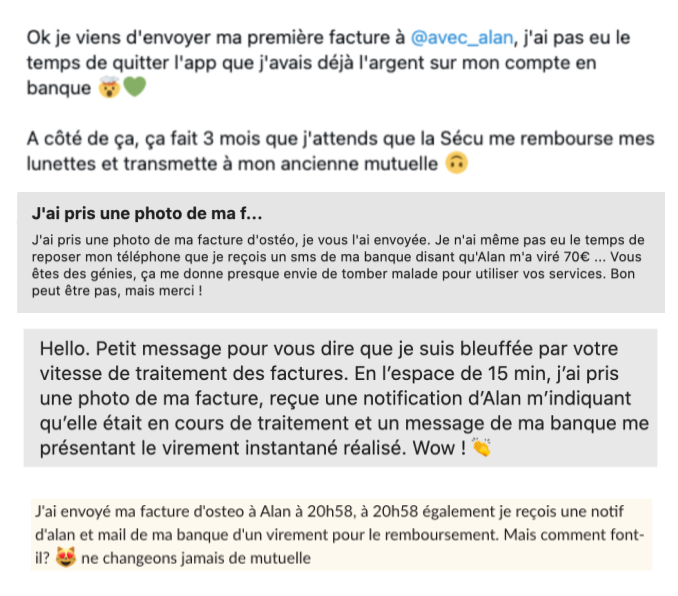 Ok je viens d'envoyer ma première facture à @avec_alan, j'ai pas eu le
temps de quitter l'app que j'avais déjà l'argent sur mon compte en
banque 🤯💚
A côté de ça, ça fait 3 mois que j'attends que la Sécu me rembourse mes
lunettes et transmette à mon ancienne mutuelle 🙃
J'ai pris une photo de ma f...
J'ai pris une photo de ma facture d'ostéo, je vous l'ai envoyée. Je n'ai même pas eu le temps de
reposer mon téléphone que je reçois un sms de ma banque disant qu'Alan m'a viré 70€ ... Vous
êtes des génies, ça me donne presque envie de tomber malade pour utiliser vos services. Bon
peut être pas, mais merci !
Hello. Petit message pour vous dire que je suis bleuffée par votre
vitesse de traitement des factures. En l'espace de 15 min, j'ai pris
une photo de ma facture, reçue une notification d'Alan m'indiquant
qu'elle était en cours de traitement et un message de ma banque me
présentant le virement instantané réalisé. Wow ! 👏
J'ai envoyé ma facture d'osteo à Alan à 20h58, à 20h58 également je reçois une notif
d'alan et mail de ma banque d'un virement pour le remboursement. Mais comment font-
il? 😻 ne changeons jamais de mutuelle